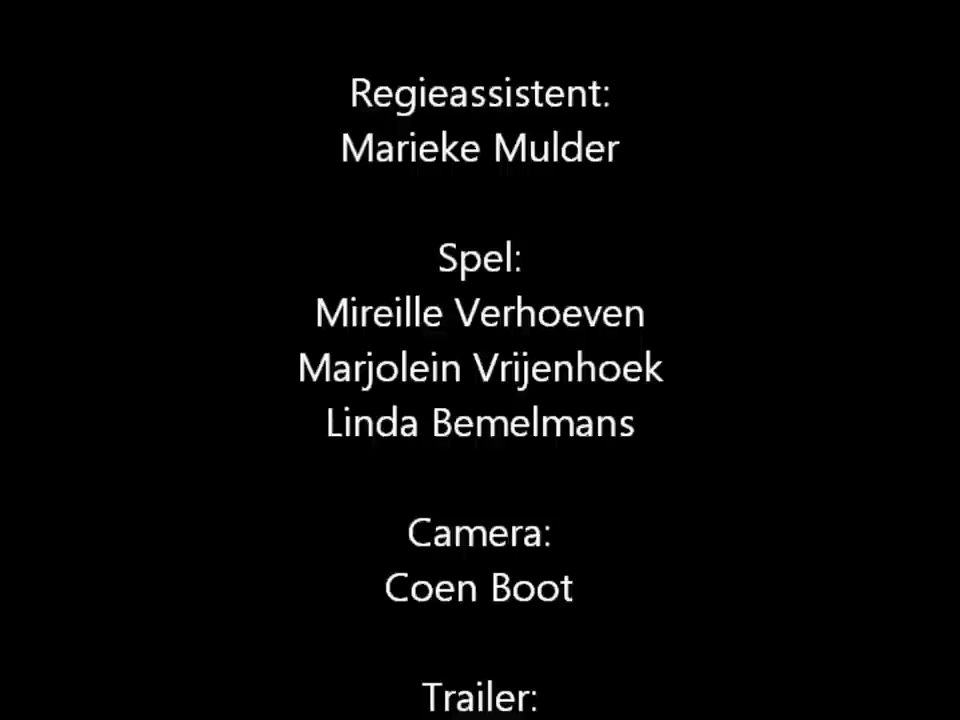 Regieassistent:
Marieke Mulder
Spel:
Mireille Verhoeven
Marjolein Vrijenhoek
Linda Bemelmans
Camera:
Coen Boot
Trailer: